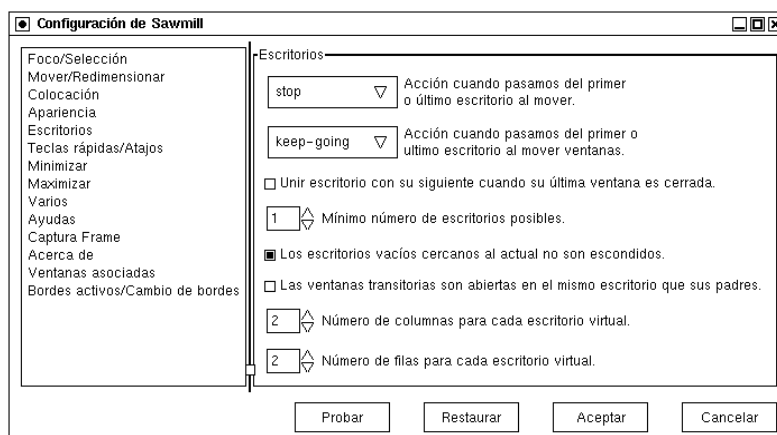 Configuración de Sawmill
Foco/Selección
Mover/Redimensionar
Colocación
Apariencia
Escritorios
Teclas rápidas/Atajos
Minimizar
Maximizar
Varios
Ayudas
Captura Frame
Acerca de
Ventanas asociadas
Bordes activos/Cambio de bordes
Escritorios
stop
Acción cuando pasamos del primer
o último escritorio al mover.
keep-going
Acción cuando pasamos del primer o
ultimo escritorio al mover ventanas.
Unir escritorio con su siguiente cuando su última ventana es cerrada.
1 Mínimo número de escritorios posibles.
Los escritorios vacíos cercanos al actual no son escondidos.
Las ventanas transitorias son abiertas en el mismo escritorio que sus padres.
2 Número de columnas para cada escritorio virtual.
2 Número de filas para cada escritorio virtual.
Probar Restaurar Aceptar Cancelar